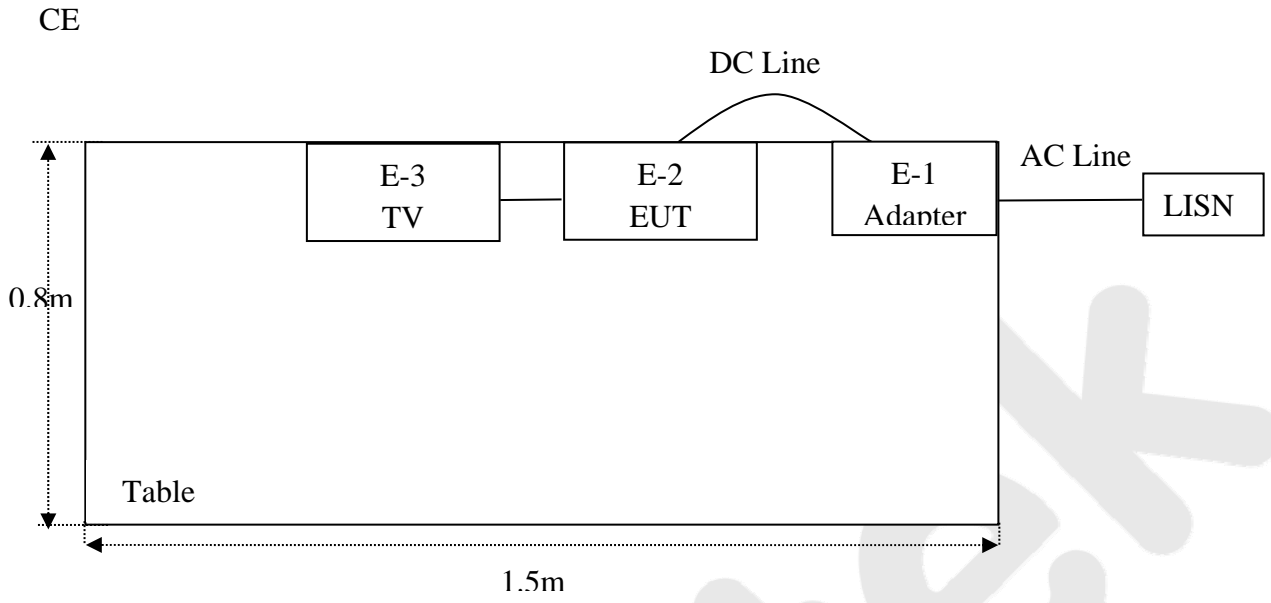 CE
DC Line
E-3
TV
E-2
EUT
E-1
Adapter
AC Line
LISN
0.8m
Table
1.5m